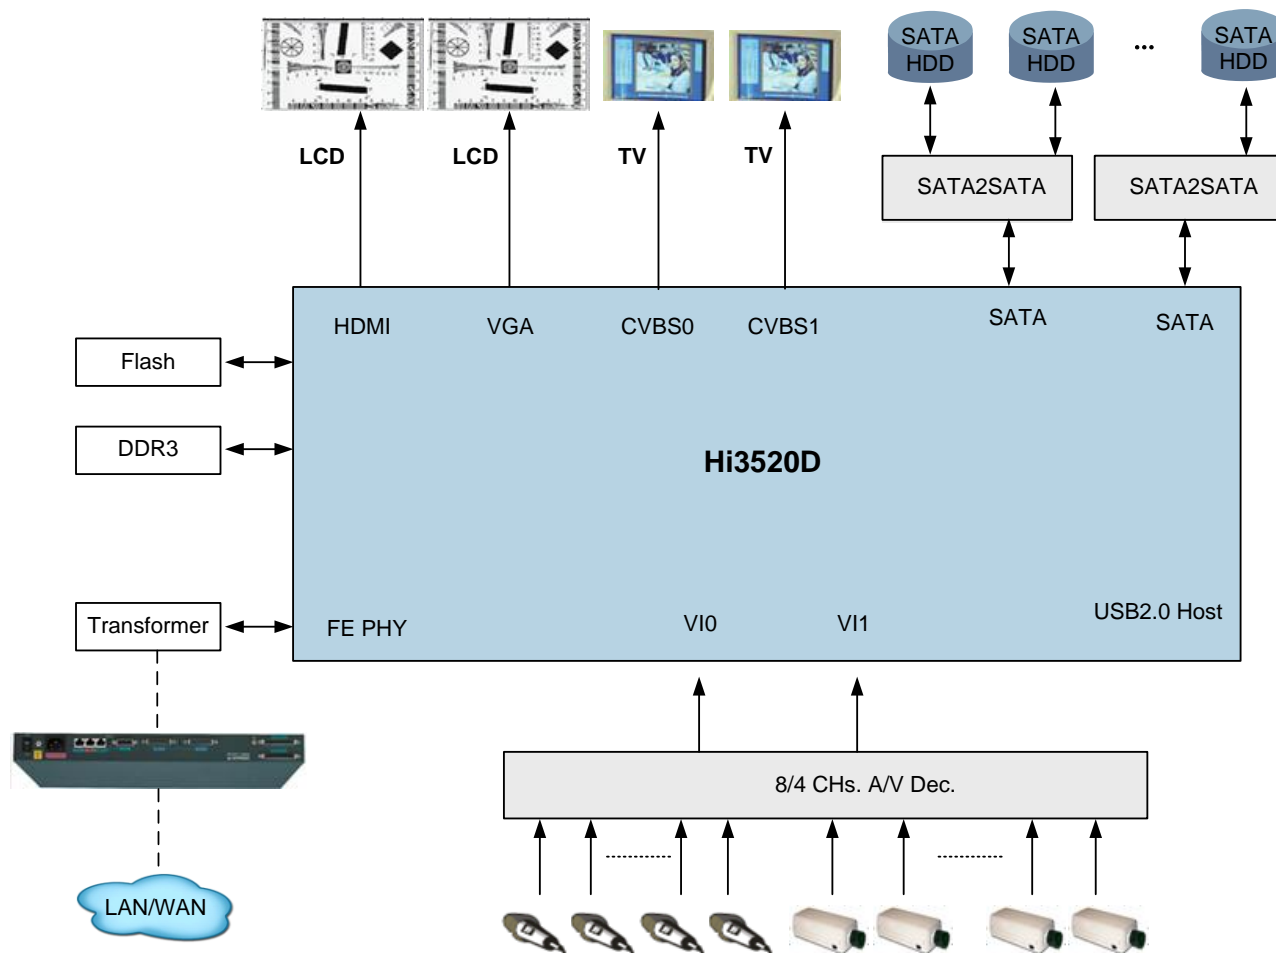 SATA
HDD
SATA
HDD
...
SATA
HDD
LCD
LCD
TV
TV
SATA2SATA
SATA2SATA
HDMI
VGA
CVBS0
CVBS1
SATA
SATA
Flash
DDR3
Hi3520D
Transformer
FE PHY
VI0
VI1
USB2.0 Host
8/4 CHs. A/V Dec.
LAN/WAN